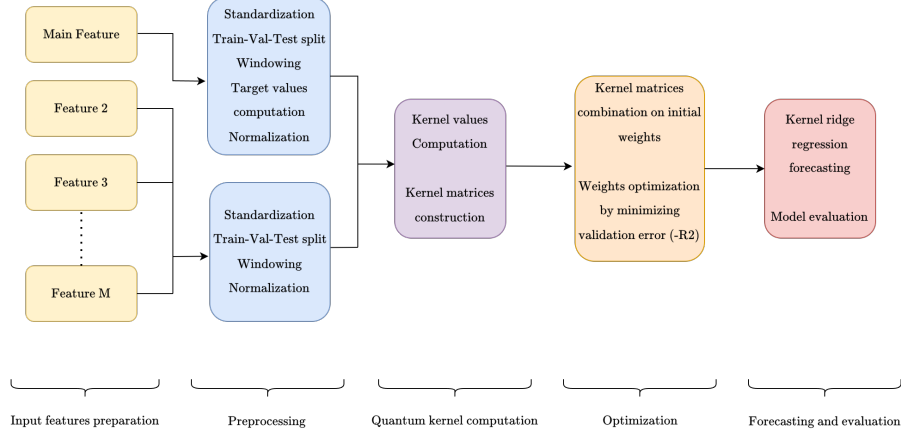 Main Feature
Feature 2
Feature 3
Feature M
Standardization
Train-Val-Test split
Windowing
Target values
computation
Normalization
Standardization
Train-Val-Test split
Windowing
Normalization
Kernel values
Computation
Kernel matrices
construction
Kernel matrices
combination on initial
weights
Weights optimization
by minimizing
validation error (-R2)
Kernel ridge
regression
forecasting
Model evaluation
Input features preparation
Preprocessing
Quantum kernel computation
Optimization
Forecasting and evaluation